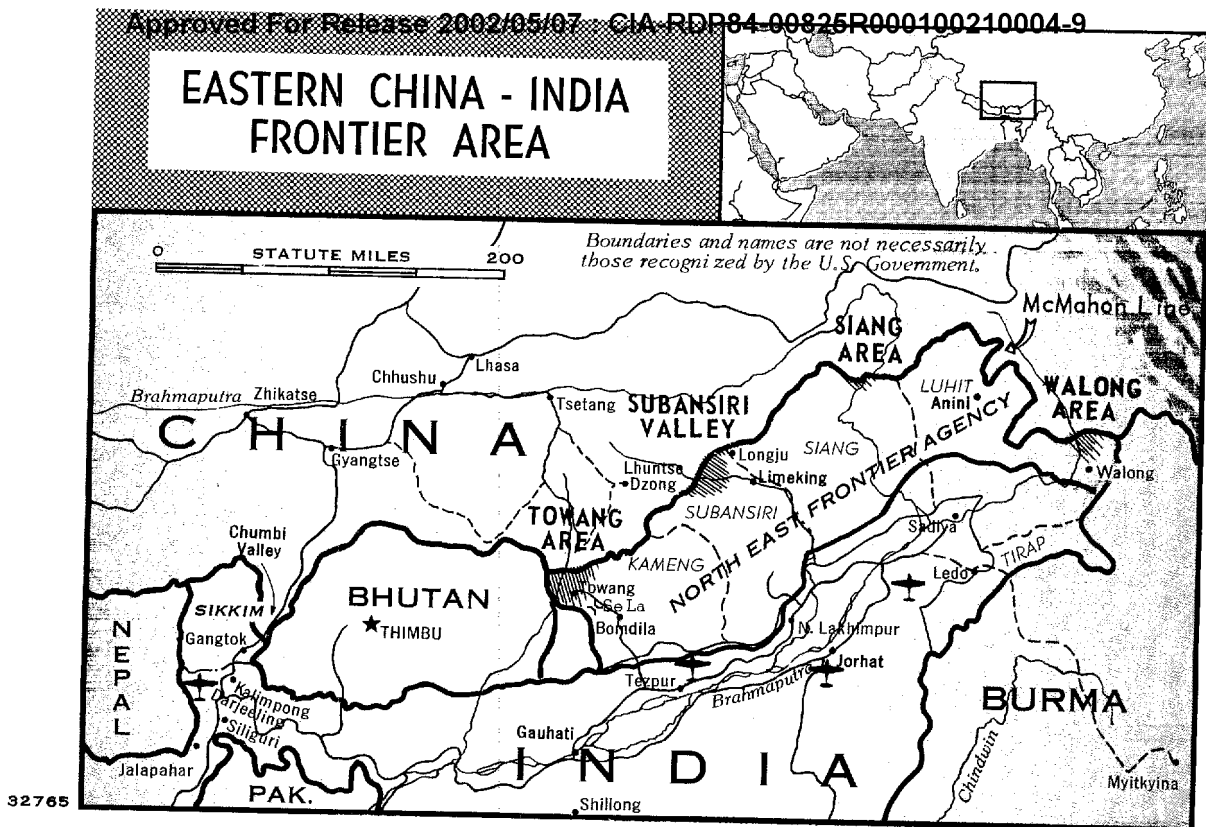 Approved For Release 2002/05/07 : CIA-RDP84-00825R000100210004-9
EASTERN CHINA - INDIA
FRONTIER AREA
0 STATUTE MILES 200
Boundaries and names are not necessarily
those recognized by the U.S. Government.
McMahon Line
SIANG
AREA
Lhasa
Chhushu
LUHIT
Anini
WALONG
AREA
Brahmaputra
Zhikatse
Tsetang
SUBANSIRI
VALLEY
CHINA
Gyangtse
Longju
SIANG
Lhuntse
Dzong
Limeking
Walong
NORTH EAST FRONTIER AGENCY
TOWANG
AREA
SUBANSIRI
Sadiya
Chumbi
Valley
KAMENG
TIRAP
Ledo
Towang
Se La
Bomdila
BHUTAN
THIMBU
SIKKIM
Gangtok
NEPAL
N. Lakhimpur
Jorhat
Tezpur
Brahmaputra
Kalimpong
Darjeeling
Siliguri
BURMA
Gauhati
INDIA
Jalapahar
PAK.
Chindwin
Myitkyina
Shillong
32765